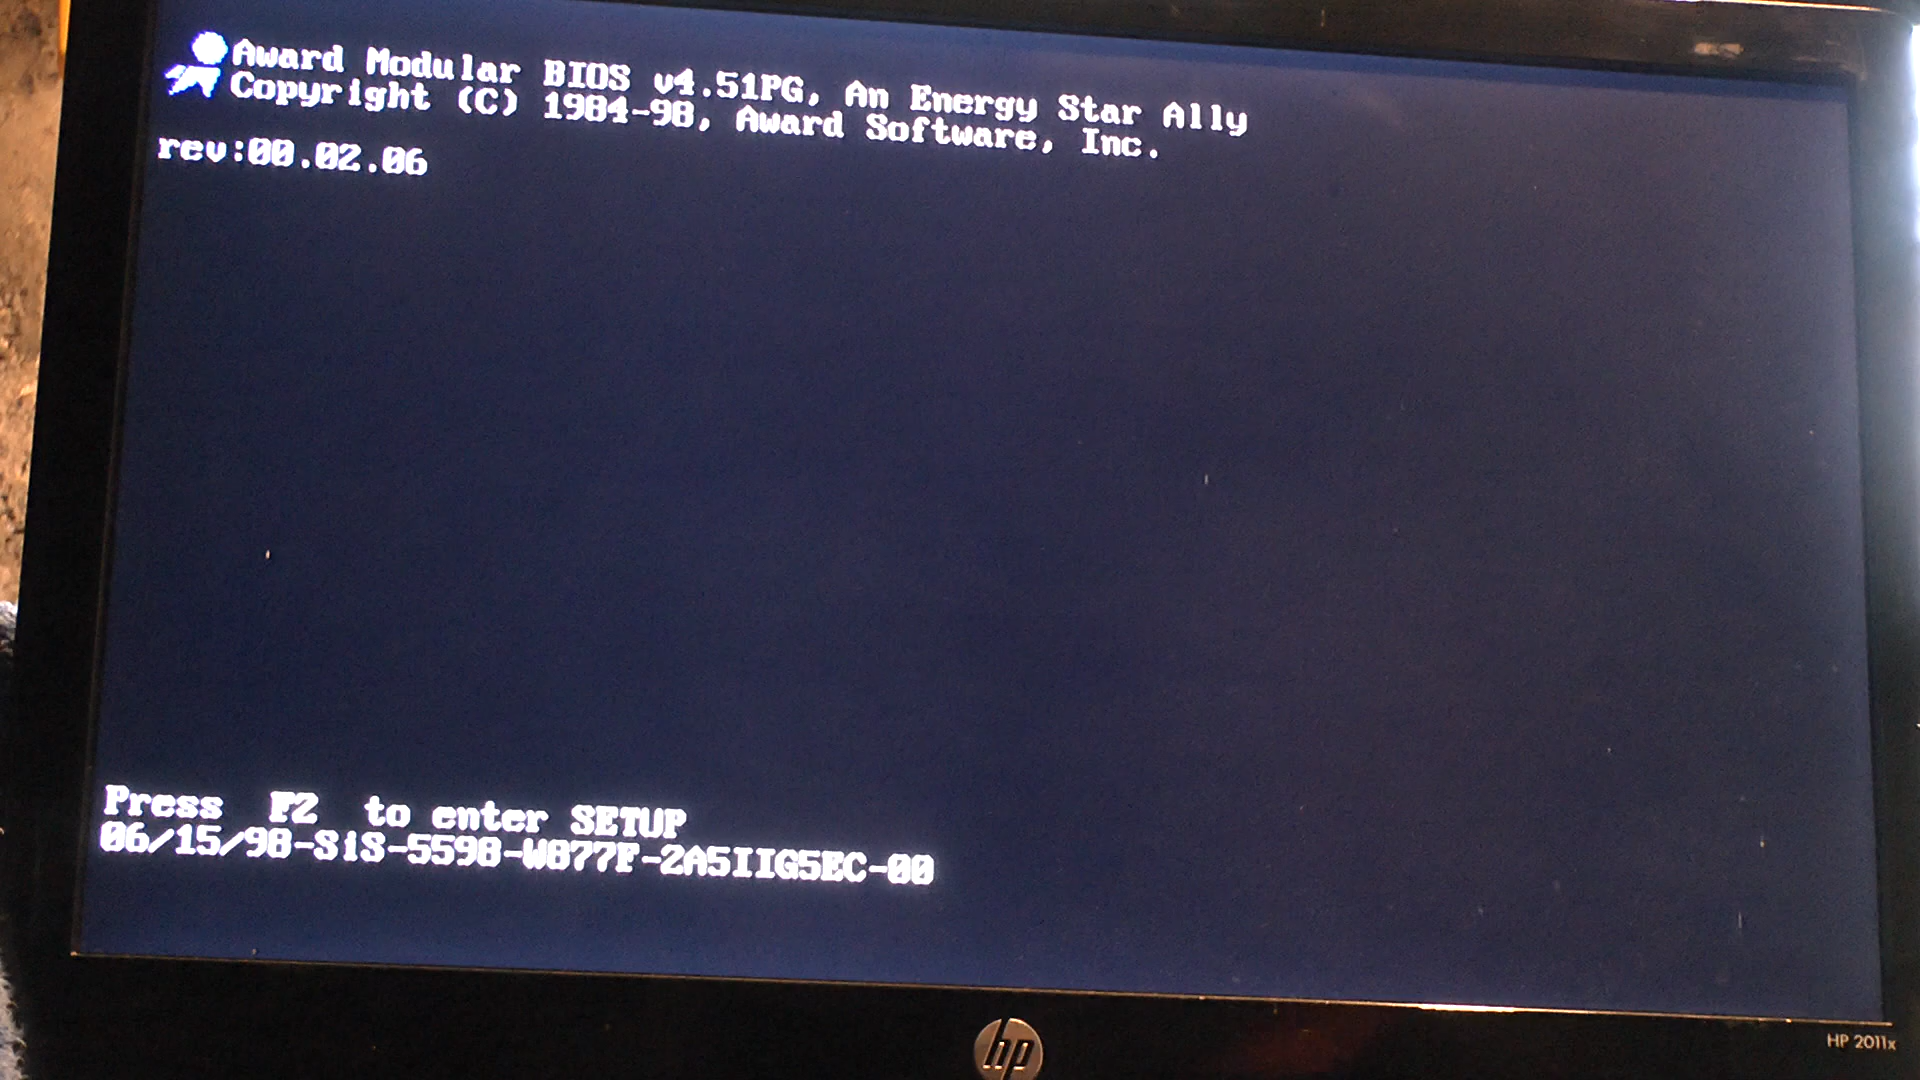 Award Modular BIOS v4.51PG, An Energy Star Ally
Copyright (C) 1984-98, Award Software, Inc.
rev:00.02.06
Press F2 to enter SETUP
06/15/98-SiS-5598-W877F-2A5IIG5EC-00
hp
HP 2011x